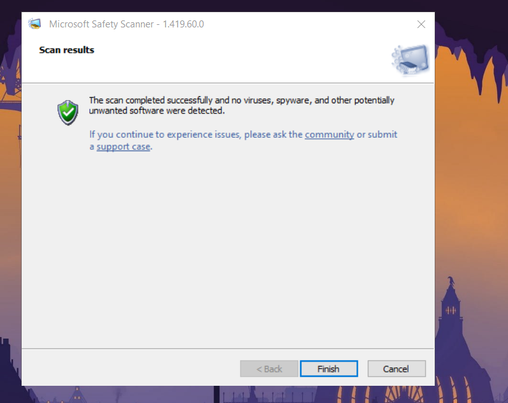 Microsoft Safety Scanner - 1.419.60.0
Scan results
The scan completed successfully and no viruses, spyware, and other potentially
unwanted software were detected.
If you continue to experience issues, please ask the community or submit
a support case.
< Back
Finish
Cancel